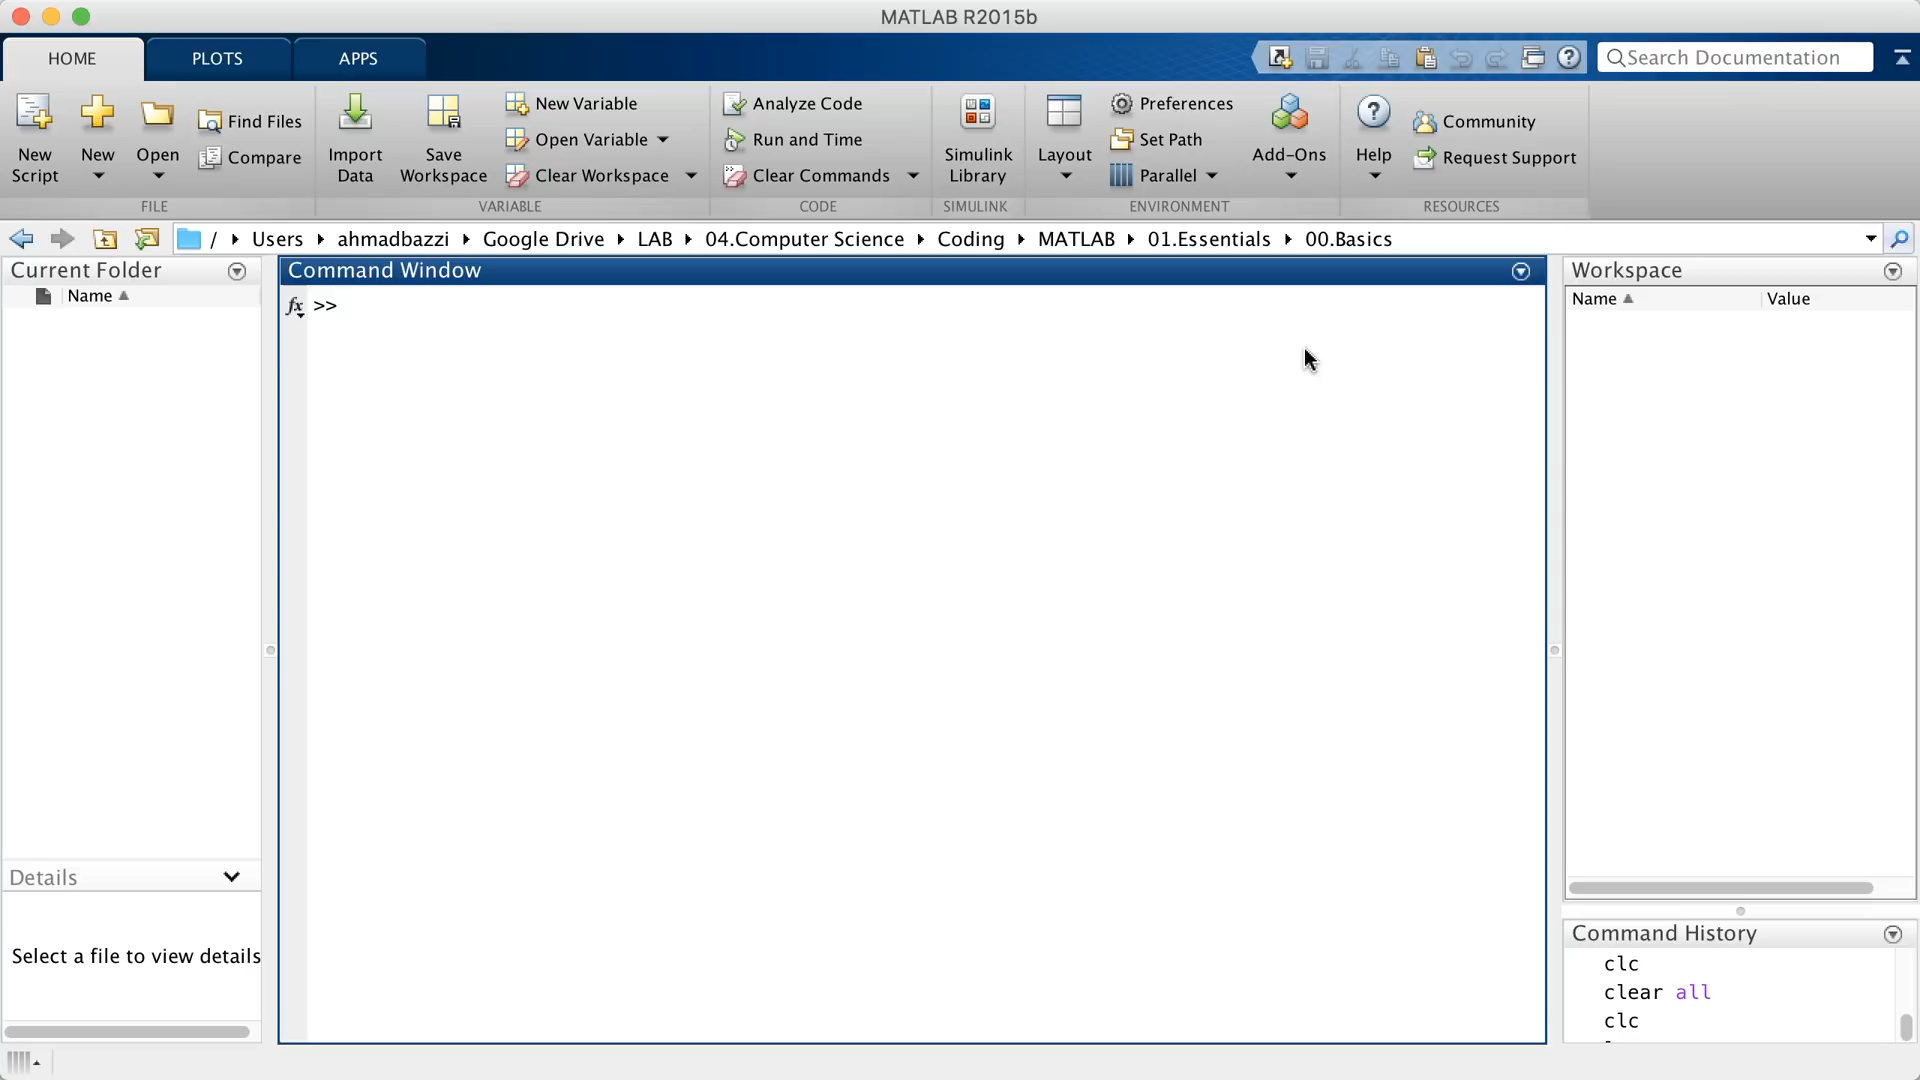 MATLAB R2015b
HOME PLOTS APPS
Search Documentation
New Script
New
Open
Find Files
Compare
Import Data
Save Workspace
New Variable
Open Variable
Clear Workspace
Analyze Code
Run and Time
Clear Commands
Simulink Library
Layout
Preferences
Set Path
Parallel
Add-Ons
Help
Community
Request Support
FILE VARIABLE CODE SIMULINK ENVIRONMENT RESOURCES
/ Users ahmadbazzi Google Drive LAB 04.Computer Science Coding MATLAB 01.Essentials 00.Basics
Current Folder
Name
Details
Select a file to view details
Command Window
fx >>
Workspace
Name Value
Command History
clc
clear all
clc